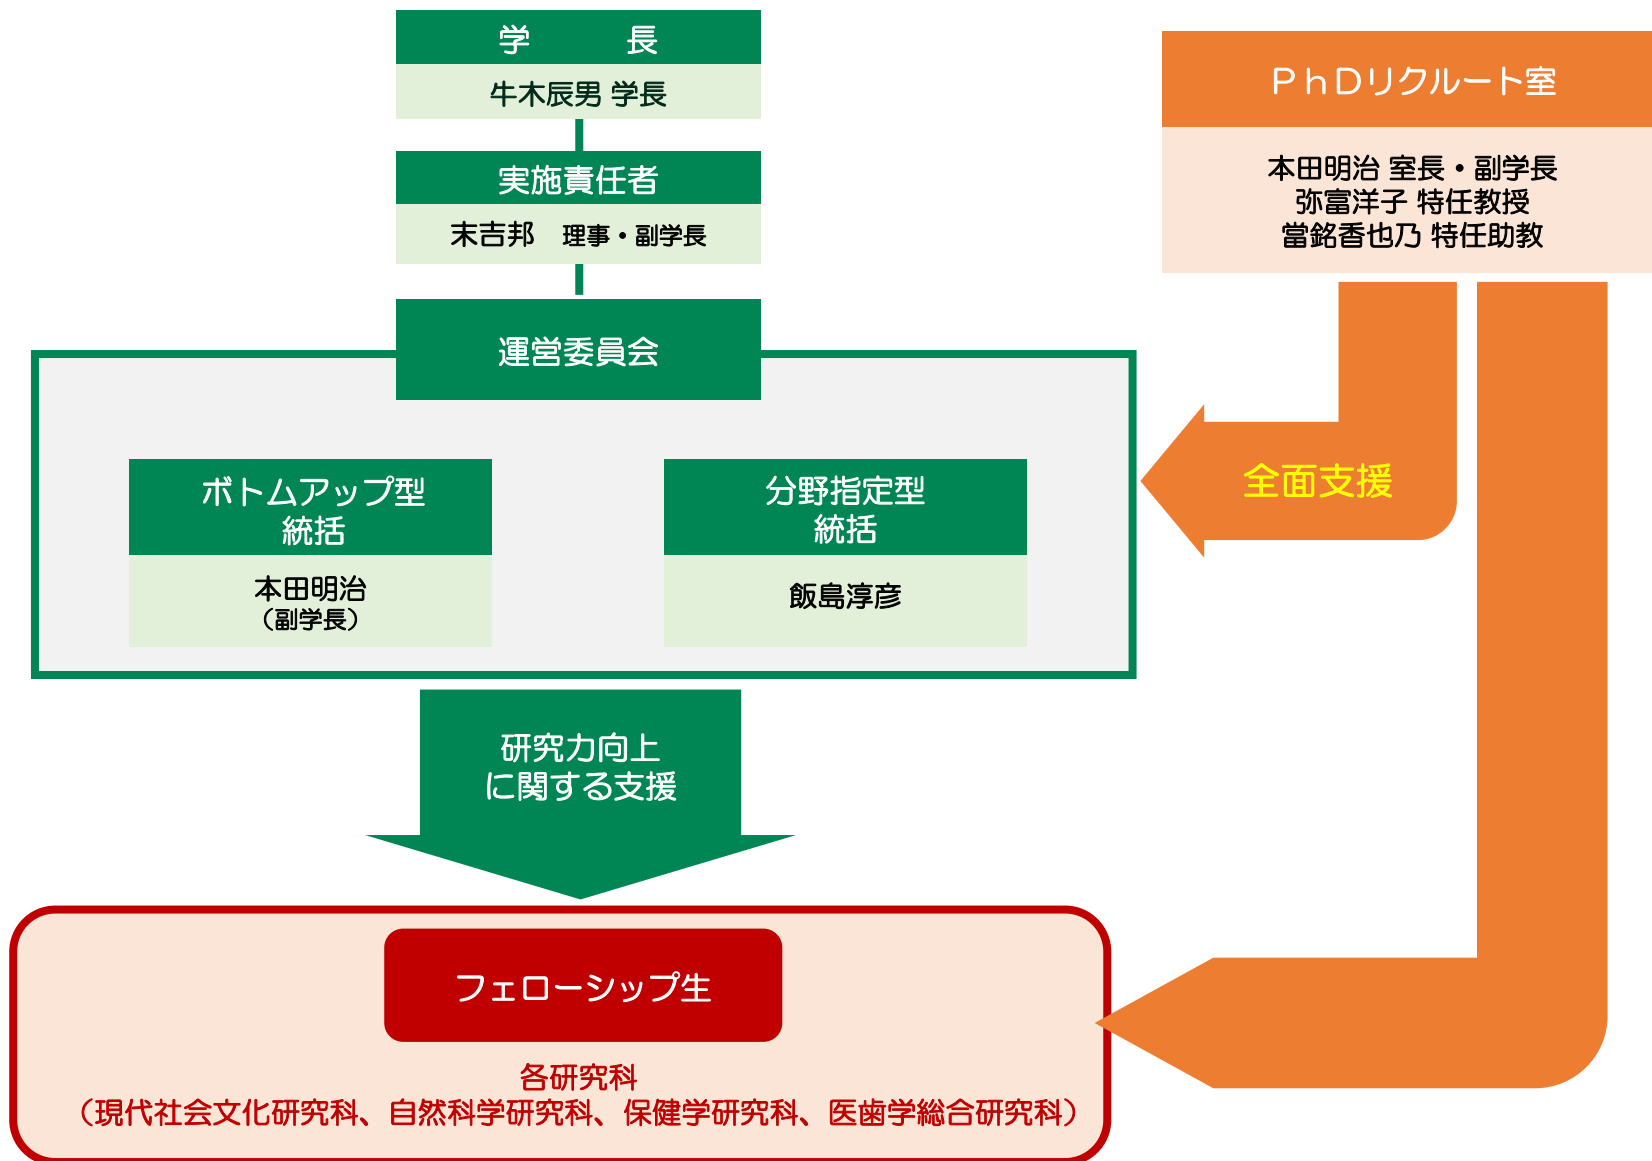 学　　　長
牛木辰男 学長
実施責任者
末吉邦　理事・副学長
運営委員会
ボトムアップ型
統括
本田明治
（副学長）
分野指定型
統括
飯島淳彦
研究力向上
に関する支援
フェローシップ生
各研究科
（現代社会文化研究科、自然科学研究科、保健学研究科、医歯学総合研究科）
ＰｈＤリクルート室
本田明治 室長・副学長
弥富洋子 特任教授
當銘香也乃 特任助教
全面支援